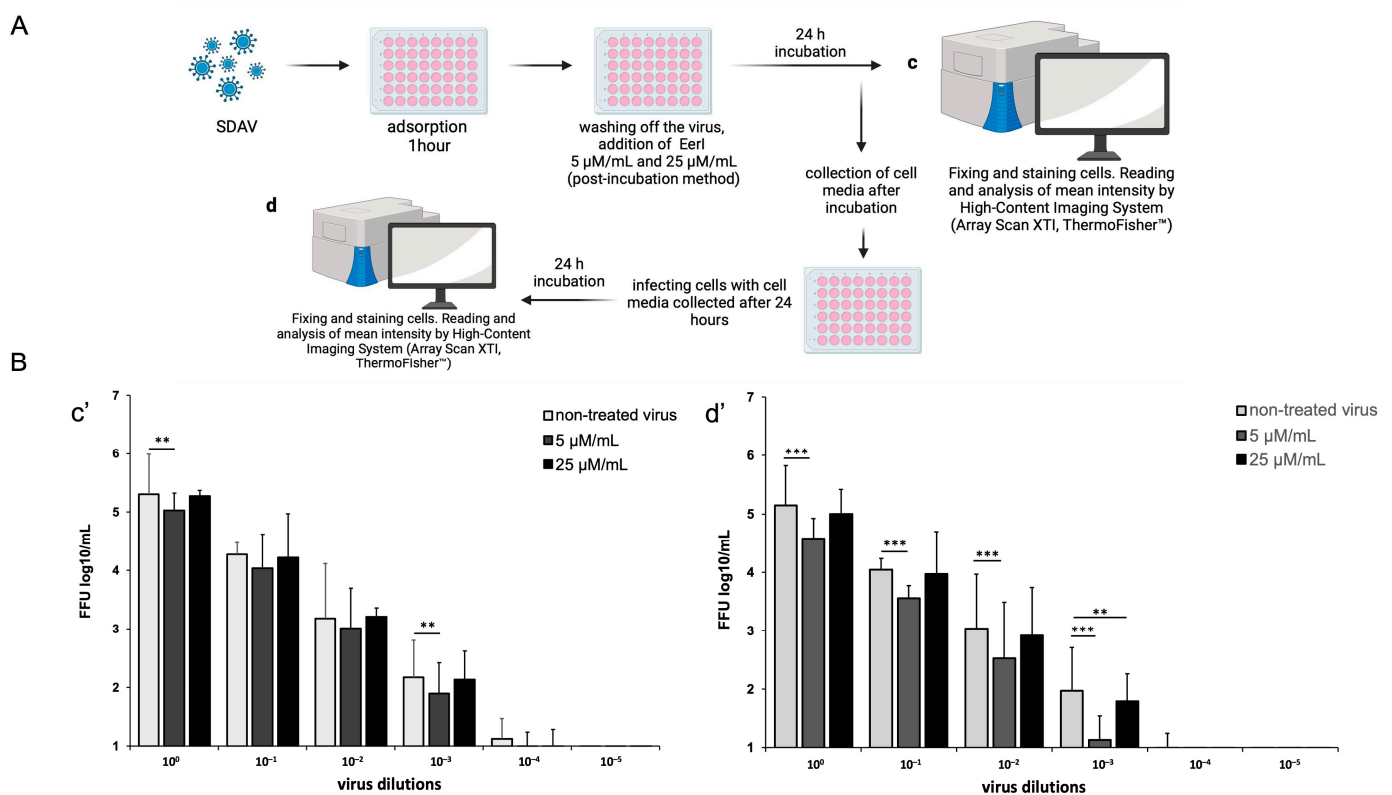 A
SDAV
adsorption
1hour
washing off the virus,
addition of EerI
5 µM/mL and 25 µM/mL
(post-incubation method)
24 h
incubation
c
Fixing and staining cells. Reading
and analysis of mean intensity by
High-Content Imaging System
(Array Scan XTI, ThermoFisher™)
collection of cell
media after
incubation
infecting cells with cell
media collected after 24
hours
24 h
incubation
d
Fixing and staining cells. Reading and
analysis of mean intensity by High-Content
Imaging System (Array Scan XTI,
ThermoFisher™)
B
c'
7
6
5
4
3
2
1
FFU log10/mL
**
**
non-treated virus
5 µM/mL
25 µM/mL
10⁰
10⁻¹
10⁻²
10⁻³
10⁻⁴
10⁻⁵
virus dilutions
d'
7
6
5
4
3
2
1
FFU log10/mL
***
***
***
***
**
non-treated virus
5 µM/mL
25 µM/mL
10⁰
10⁻¹
10⁻²
10⁻³
10⁻⁴
10⁻⁵
virus dilutions